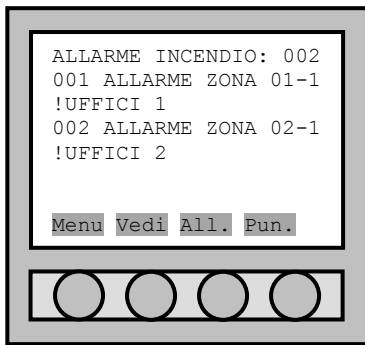 ALLARME INCENDIO: 002
001 ALLARME ZONA 01-1
!UFFICI 1
002 ALLARME ZONA 02-1
!UFFICI 2
Menu Vedi All. Pun.